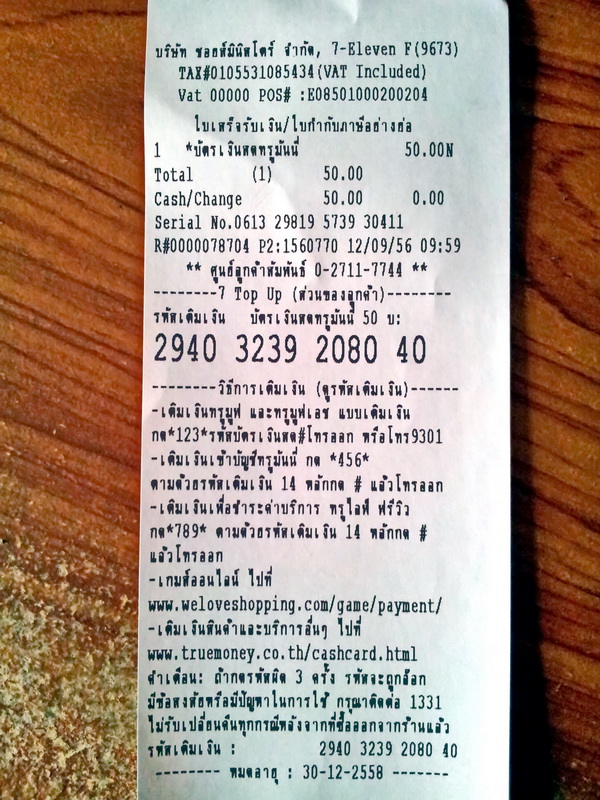 บริษัท ซอยส์มินิสโตร์ จำกัด, 7-Eleven F(9673)
TAX#0105531085434(VAT Included)
Vat 00000 POS# :E08501000200204
ใบเสร็จรับเงิน/ใบกำกับภาษีอย่างย่อ
1 *บัตรเงินสดทรูมันนี่ 50.00N
Total (1) 50.00
Cash/Change 50.00 0.00
Serial No.0613 29819 5739 30411
R#0000078704 P2:1560770 12/09/56 09:59
** ศูนย์ลูกค้าสัมพันธ์ 0-2711-7744 **
--------7 Top Up (ส่วนของลูกค้า)--------
รหัสเติมเงิน บัตรเงินสดทรูมันนี่ 50 บ:
2940 3239 2080 40
--------วิธีการเติมเงิน (ดูรหัสเติมเงิน)------
-เติมเงินทรูมูฟ และทรูมูฟเอช แบบเติมเงิน
กด*123*รหัสบัตรเงินสด#โทรออก หรือโทร9301
-เติมเงินเข้าบัญชีทรูมันนี่ กด *456*
ตามด้วยรหัสเติมเงิน 14 หลักกด # แล้วโทรออก
-เติมเงินเพื่อชำระค่าบริการ ทรูไลฟ์ ฟรีวิว
กด*789* ตามด้วยรหัสเติมเงิน 14 หลักกด #
แล้วโทรออก
-เกมส์ออนไลน์ ไปที่
www.weloveshopping.com/game/payment/
-เติมเงินสินค้าและบริการอื่นๆ ไปที่
www.truemoney.co.th/cashcard.html
คำเตือน: ถ้ากดรหัสผิด 3 ครั้ง รหัสจะถูกล๊อก
มีข้อสงสัยหรือมีปัญหาในการใช้ กรุณาติดต่อ 1331
ไม่รับเปลี่ยนคืนทุกกรณีหลังจากที่ซื้อออกจากร้านแล้ว
รหัสเติมเงิน : 2940 3239 2080 40
-------- หมดอายุ : 30-12-2558 -------